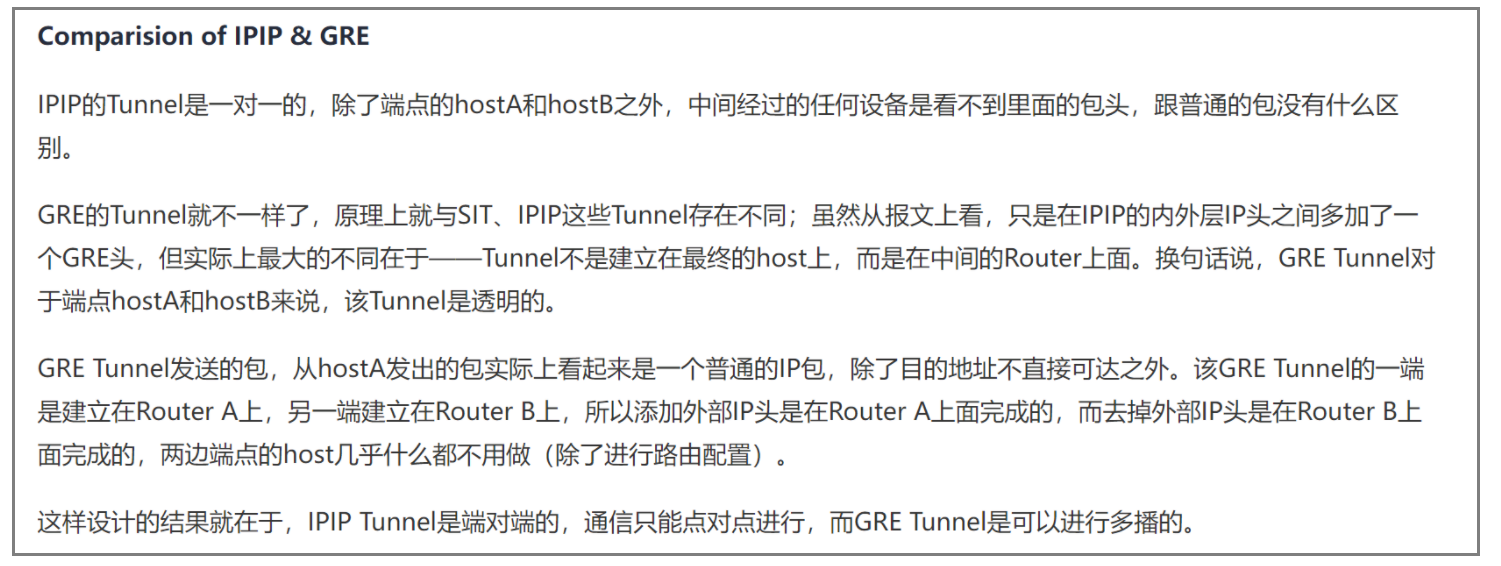 Comparision of IPIP & GRE
IPIP的Tunnel是一对一的，除了端点的hostA和hostB之外，中间经过的任何设备是看不到里面的包头，跟普通的包没有什么区
别。
GRE的Tunnel就不一样了，原理上就与SIT、IPIP这些Tunnel存在不同；虽然从报文上看，只是在IPIP的内外层IP头之间多加了一
个GRE头，但实际上最大的不同在于——Tunnel不是建立在最终的host上，而是在中间的Router上面。换句话说，GRE Tunnel对
于端点hostA和hostB来说，该Tunnel是透明的。
GRE Tunnel发送的包，从hostA发出的包实际上看起来是一个普通的IP包，除了目的地址不直接可达之外。该GRE Tunnel的一端
是建立在Router A上，另一端建立在Router B上，所以添加外部IP头是在Router A上面完成的，而去掉外部IP头是在Router B上
面完成的，两边端点的host几乎什么都不用做（除了进行路由配置）。
这样设计的结果就在于，IPIP Tunnel是端对端的，通信只能点对点进行，而GRE Tunnel是可以进行多播的。